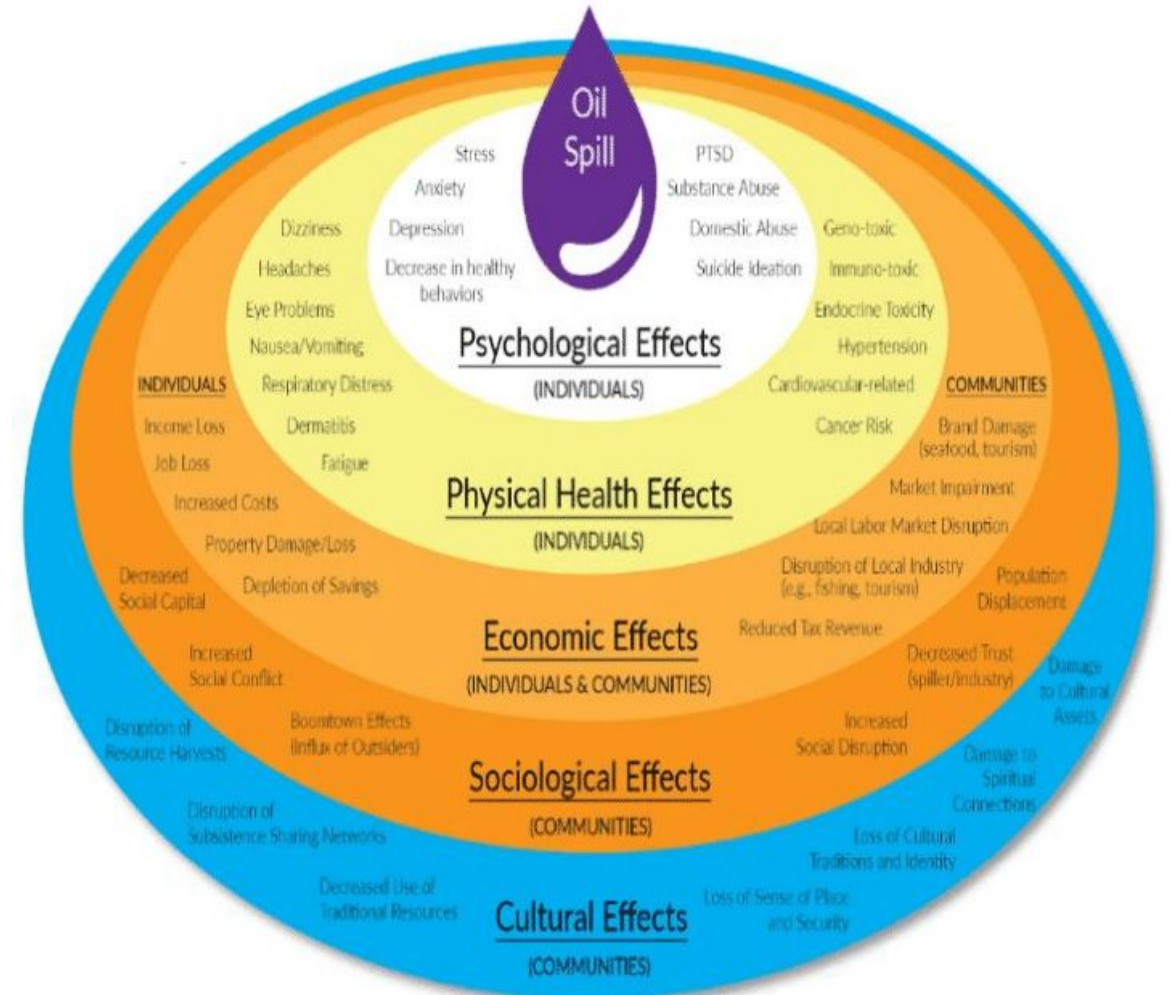 Oil
Spill
Stress
Anxiety
Depression
Decrease in healthy
behaviors
PTSD
Substance Abuse
Domestic Abuse
Suicide Ideation
Psychological Effects
(INDIVIDUALS)
Dizziness
Headaches
Eye Problems
Nausea/Vomiting
Respiratory Distress
Dermatitis
Fatigue
Geno-toxic
Immuno-toxic
Endocrine Toxicity
Hypertension
Cardiovascular-related
Cancer Risk
Physical Health Effects
(INDIVIDUALS)
INDIVIDUALS
Income Loss
Job Loss
Increased Costs
Property Damage/Loss
Depletion of Savings
COMMUNITIES
Brand Damage
(seafood, tourism)
Market Impairment
Local Labor Market Disruption
Disruption of Local Industry
(e.g., fishing, tourism)
Reduced Tax Revenue
Economic Effects
(INDIVIDUALS & COMMUNITIES)
Decreased
Social Capital
Increased
Social Conflict
Boomtown Effects
(Influx of Outsiders)
Population
Displacement
Decreased Trust
(spiller/industry)
Increased
Social Disruption
Sociological Effects
(COMMUNITIES)
Disruption of
Resource Harvests
Disruption of
Subsistence Sharing Networks
Decreased Use of
Traditional Resources
Damage
to Cultural
Assets
Damage to
Spiritual
Connections
Loss of Cultural
Traditions and Identity
Loss of Sense of Place
and Security
Cultural Effects
(COMMUNITIES)